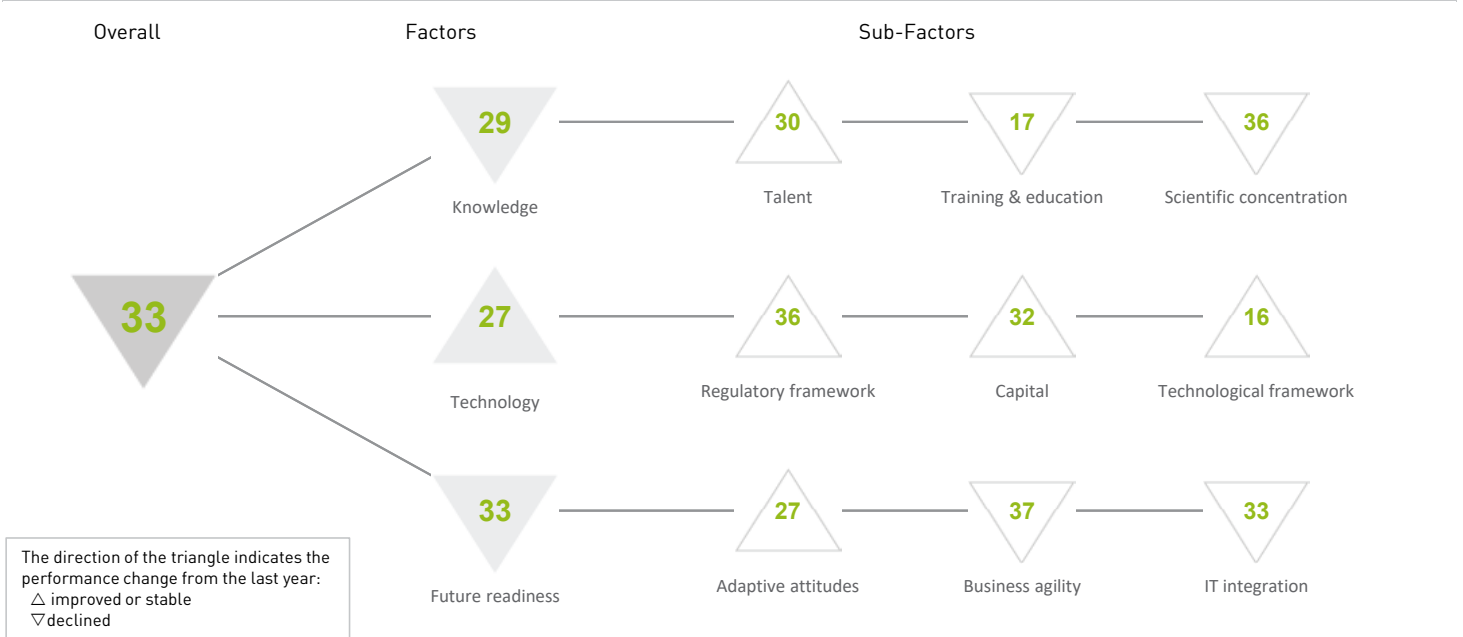 Overall Factors Sub-Factors
29 30 17 36
Knowledge Talent Training & education Scientific concentration
33 27 36 32 16
Technology Regulatory framework Capital Technological framework
33 27 37 33
Future readiness Adaptive attitudes Business agility IT integration
The direction of the triangle indicates the
performance change from the last year:
△ improved or stable
▽ declined